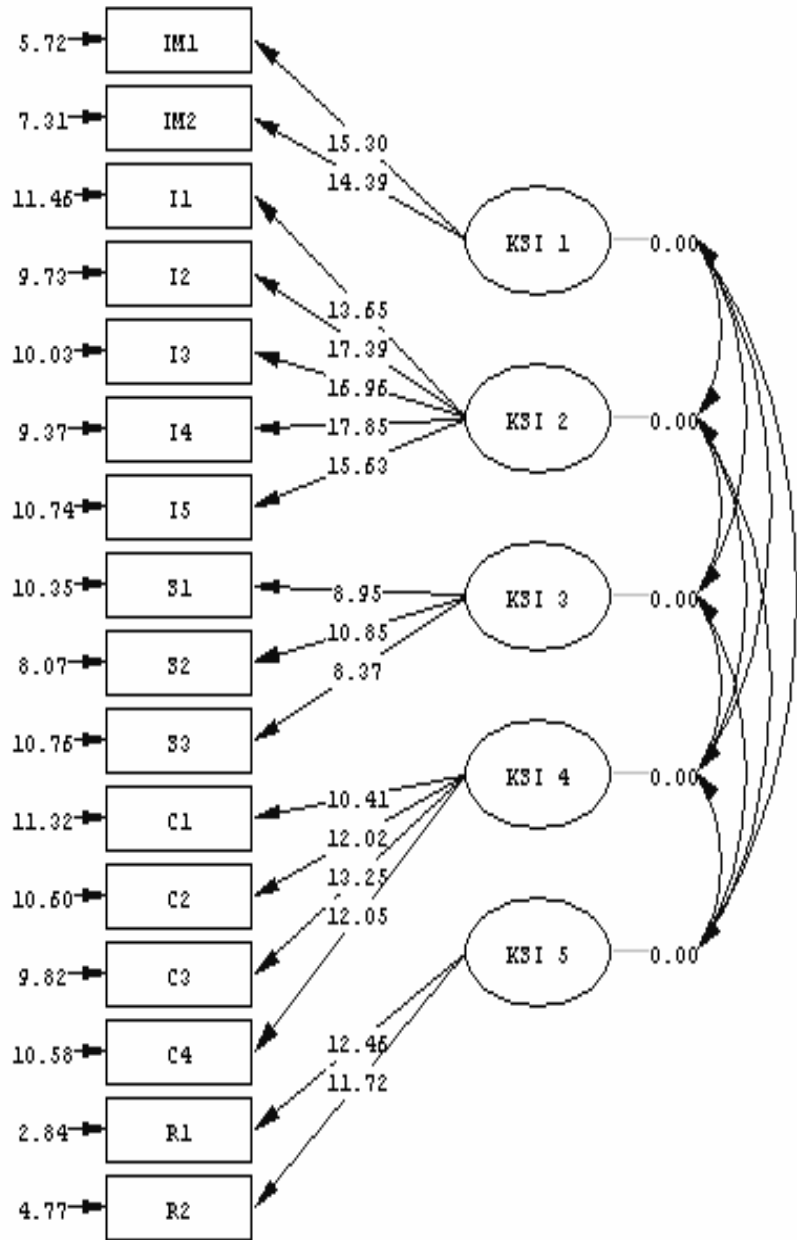 5.72 IM1
7.31 IM2
15.30
11.46 I1
14.39
KSI 1 0.00
9.73 I2
13.65
17.39
10.03 I3
16.96
KSI 2 0.00
9.37 I4 17.85
15.63
10.74 I5
10.35 S1 8.95
KSI 3 0.00
10.85
8.07 S2
8.37
10.76 S3
KSI 4 0.00
10.41
11.32 C1
12.02
13.25
10.60 C2
12.05
KSI 5 0.00
9.82 C3
12.46
10.58 C4
11.72
2.84 R1
4.77 R2